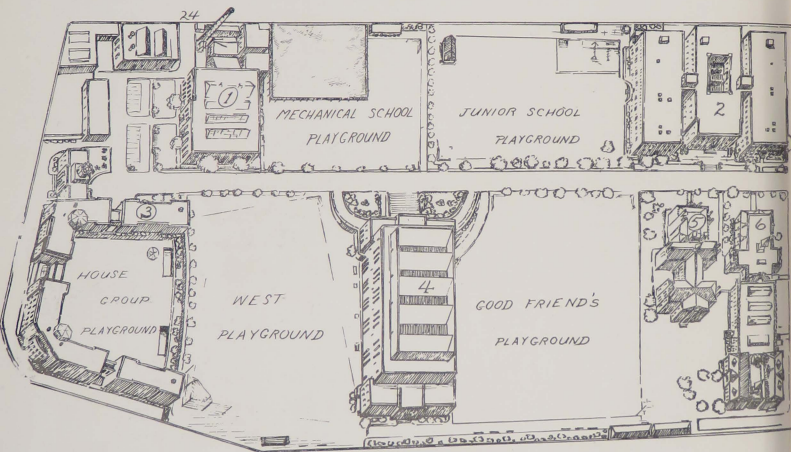 24
1
MECHANICAL SCHOOL
PLAYGROUND
JUNIOR SCHOOL
PLAYGROUND
2
3
HOUSE
GROUP
PLAYGROUND
WEST
PLAYGROUND
4
GOOD FRIEND'S
PLAYGROUND
5
6